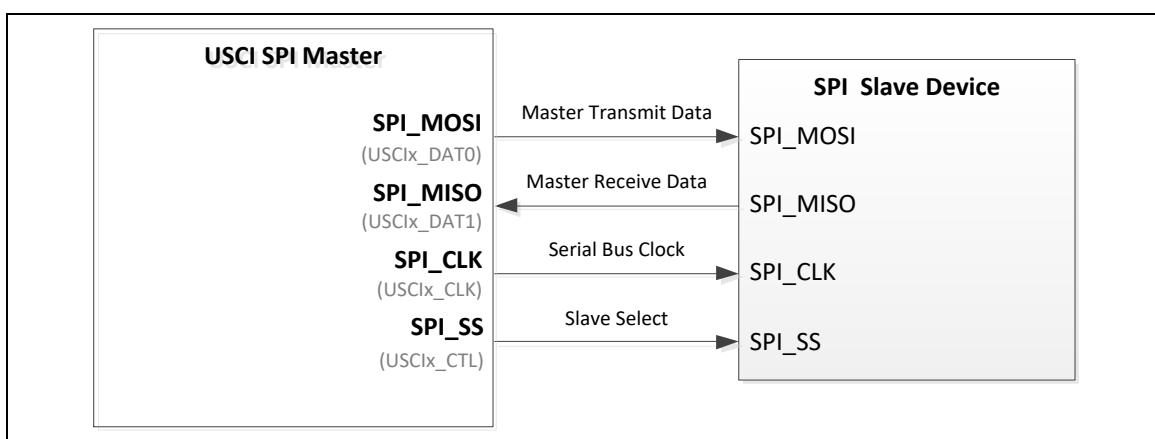 USCI SPI Master
SPI_MOSI
(USCIx_DAT0)
SPI_MISO
(USCIx_DAT1)
SPI_CLK
(USCIx_CLK)
SPI_SS
(USCIx_CTL)
Master Transmit Data
Master Receive Data
Serial Bus Clock
Slave Select
SPI Slave Device
SPI_MOSI
SPI_MISO
SPI_CLK
SPI_SS